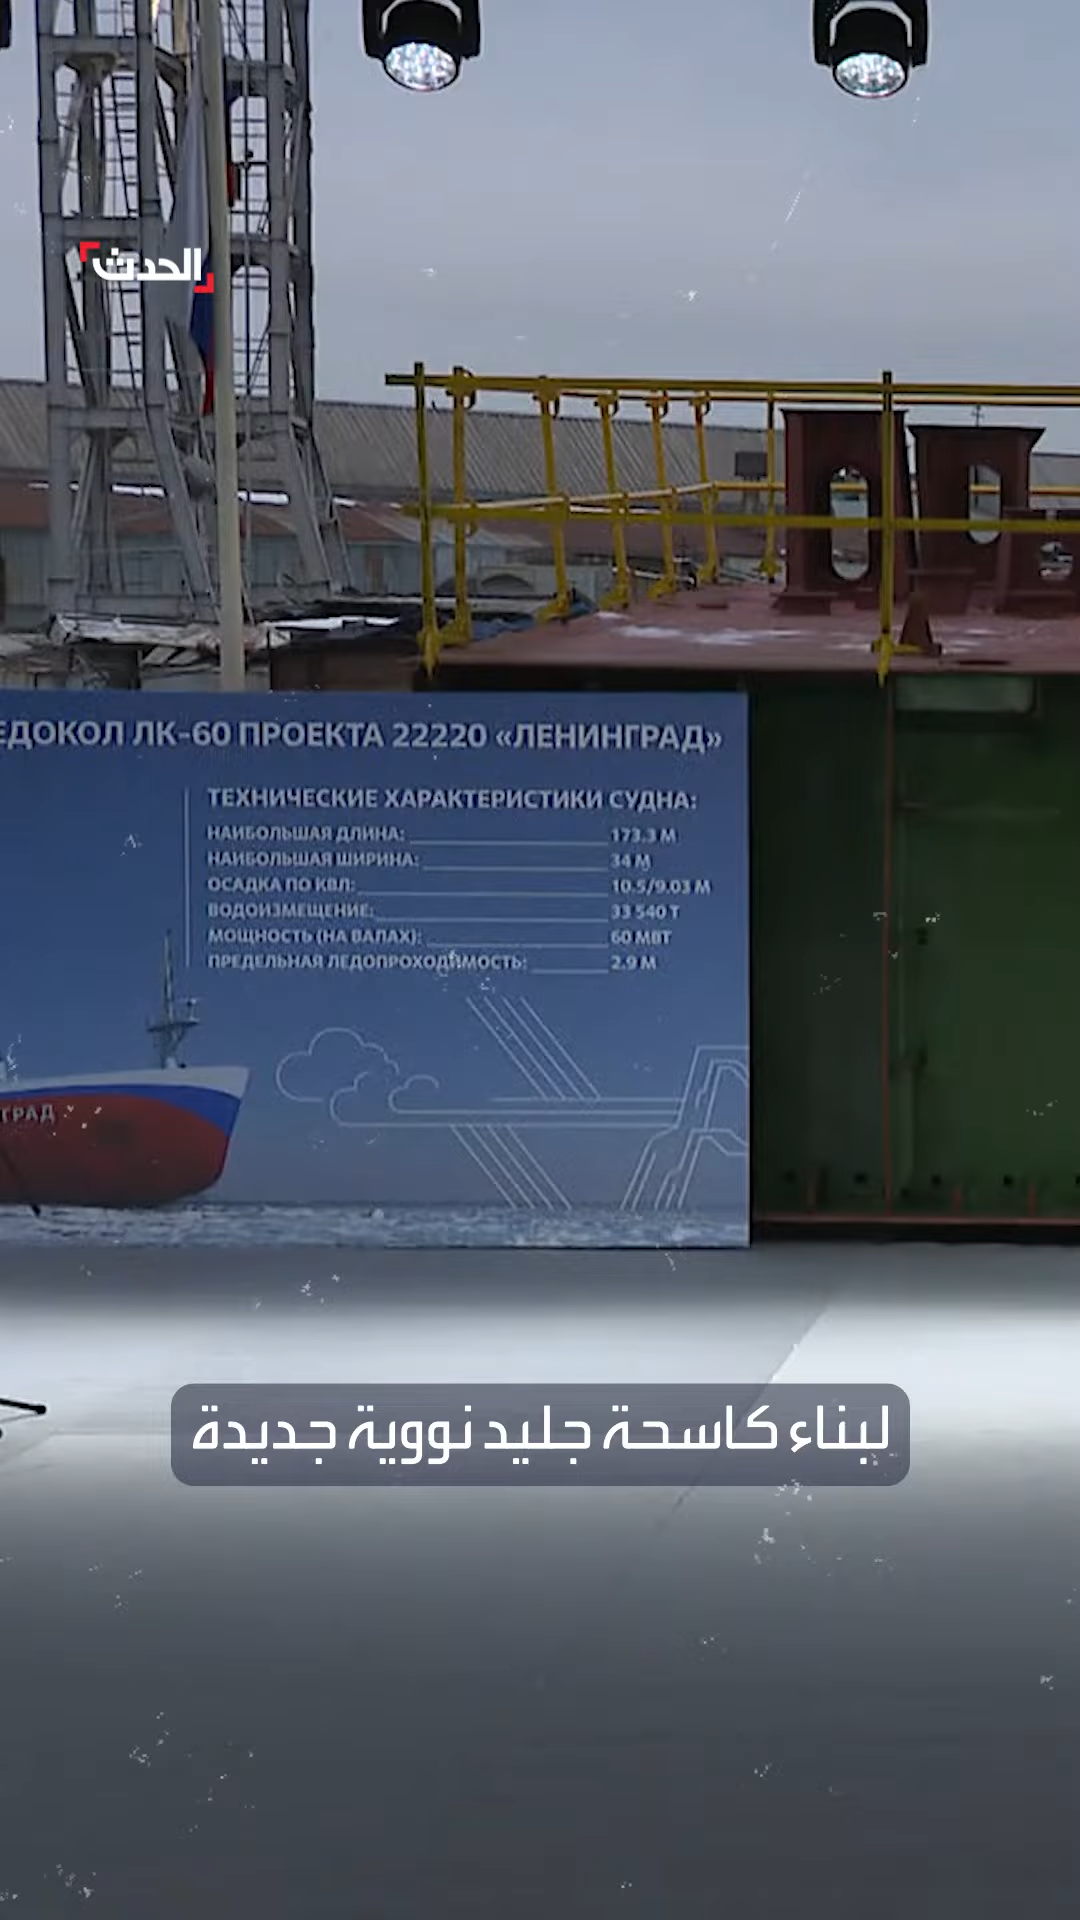 الحدث
ЕДОКОЛ ЛК-60 ПРОЕКТА 22220 «ЛЕНИНГРАД»
ТЕХНИЧЕСКИЕ ХАРАКТЕРИСТИКИ СУДНА:
НАИБОЛЬШАЯ ДЛИНА: 173.3 М
НАИБОЛЬШАЯ ШИРИНА: 34 М
ОСАДКА ПО КВЛ: 10.5/9.03 М
ВОДОИЗМЕЩЕНИЕ: 33 540 Т
МОЩНОСТЬ (НА ВАЛАХ): 60 МВТ
ПРЕДЕЛЬНАЯ ЛЕДОПРОХОДИМОСТЬ: 2.9 М
ГРАД
لبناء كاسحة جليد نووية جديدة